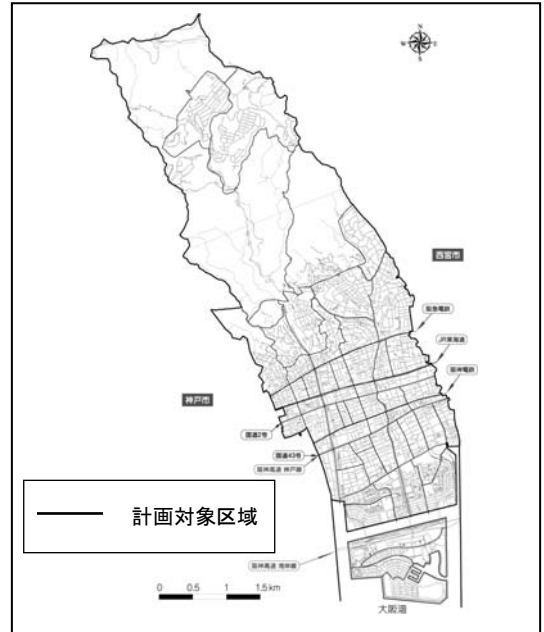 N
W
E
S
西宮市
阪急電鉄
JR東海道
阪神電鉄
神戸市
国道2号
国道43号
阪神高速 神戸線
計画対象区域
阪神高速 湾岸線
0 0.5 1 1.5km
大阪湾